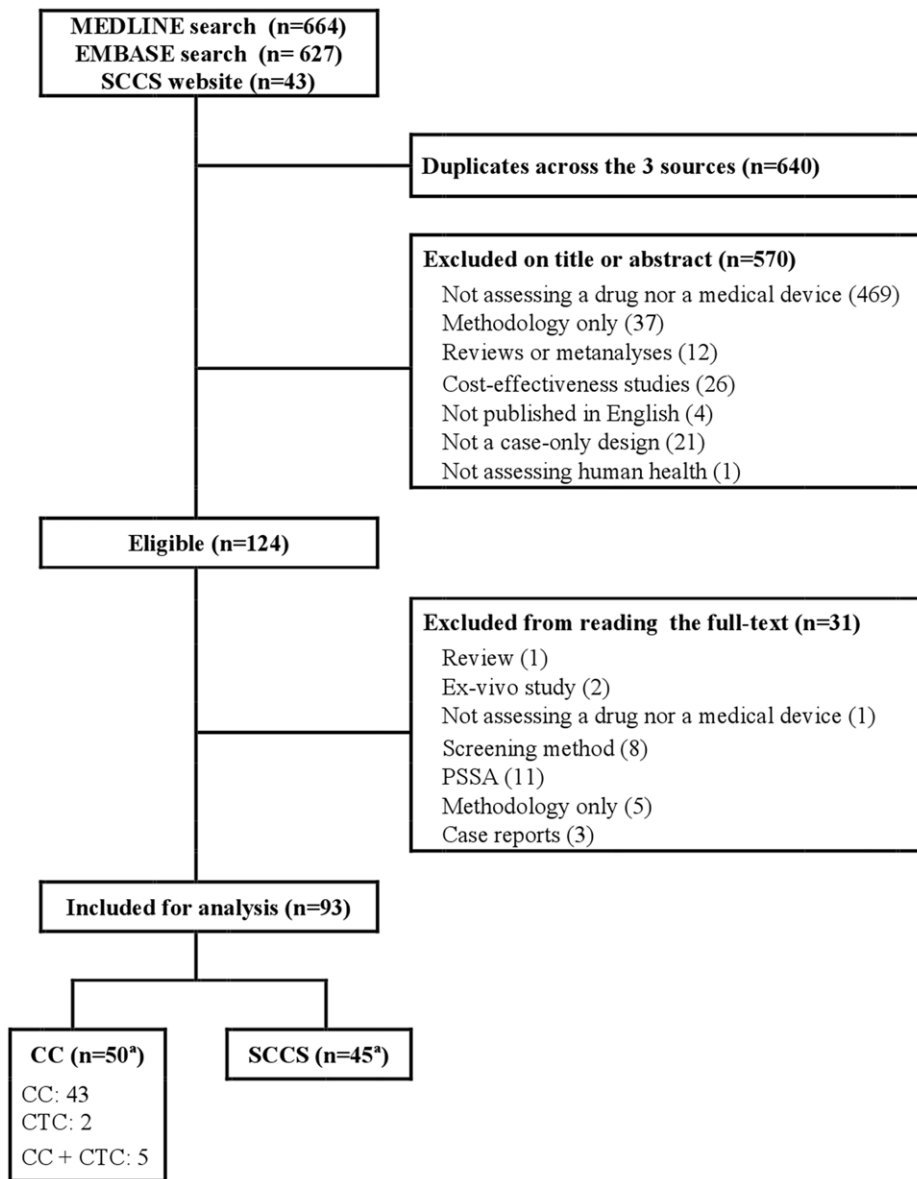 MEDLINE search (n=664)
EMBASE search (n= 627)
SCCS website (n=43)
Duplicates across the 3 sources (n=640)
Excluded on title or abstract (n=570)
Not assessing a drug nor a medical device (469)
Methodology only (37)
Reviews or metanalyses (12)
Cost-effectiveness studies (26)
Not published in English (4)
Not a case-only design (21)
Not assessing human health (1)
Eligible (n=124)
Excluded from reading the full-text (n=31)
Review (1)
Ex-vivo study (2)
Not assessing a drug nor a medical device (1)
Screening method (8)
PSSA (11)
Methodology only (5)
Case reports (3)
Included for analysis (n=93)
CC (n=50ª)
CC: 43
CTC: 2
CC + CTC: 5
SCCS (n=45ª)